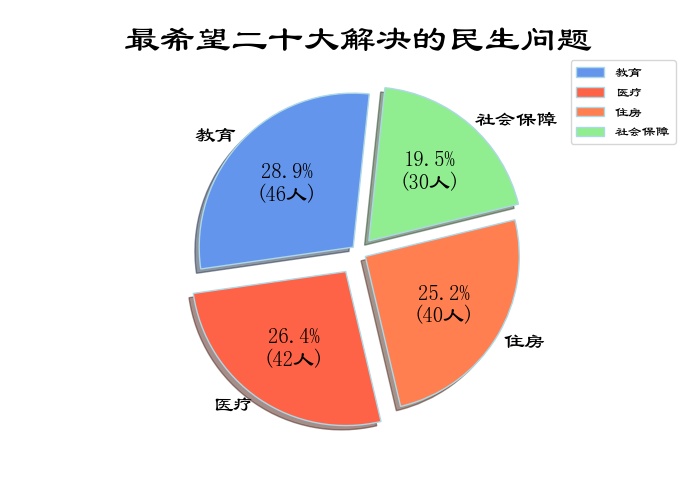 最希望二十大解决的民生问题
教育
医疗
住房
社会保障
教育
28.9%
(46人)
社会保障
19.5%
(30人)
医疗
26.4%
(42人)
住房
25.2%
(40人)